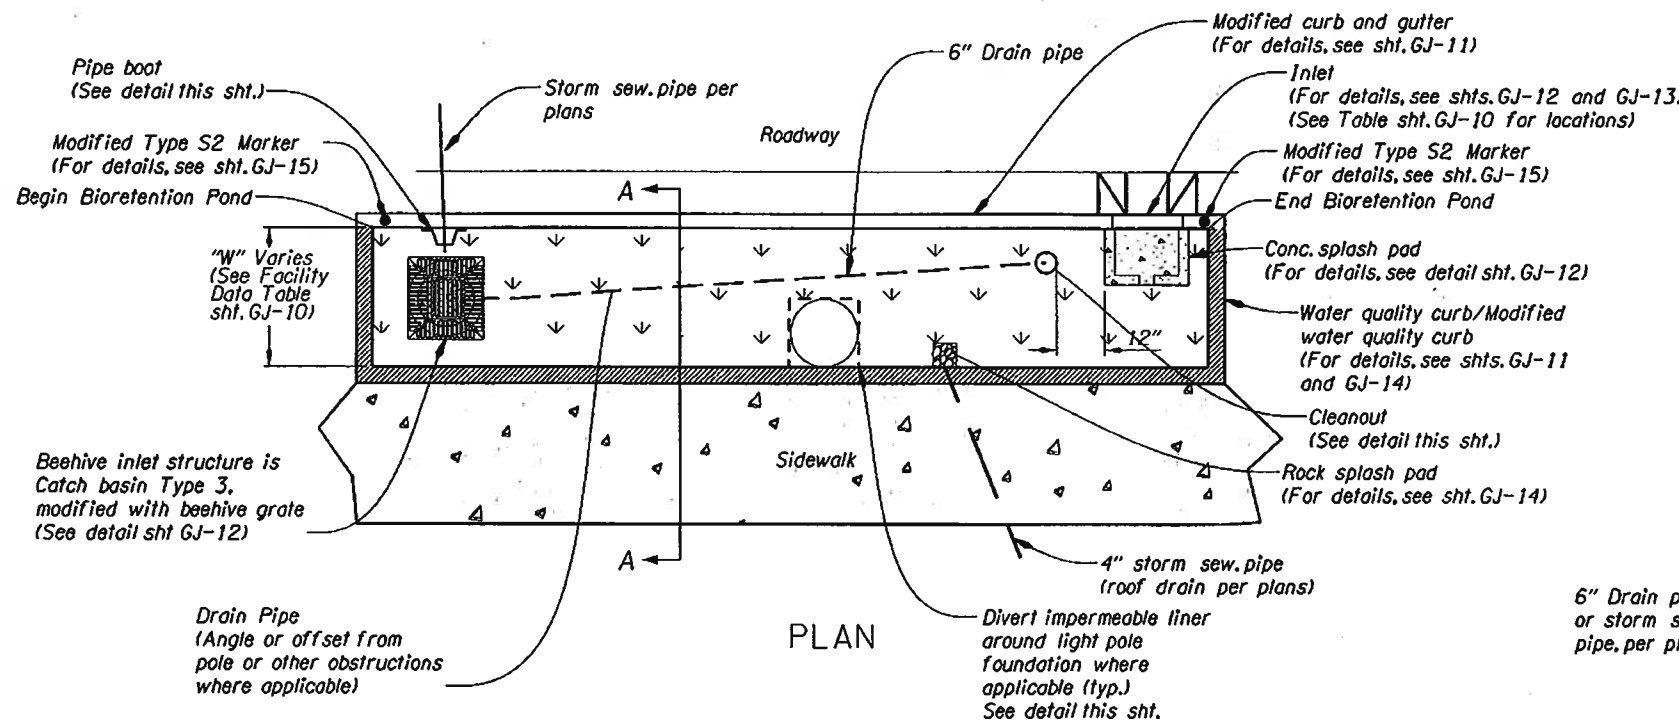 Modified curb and gutter
(For details, see sht. GJ-11)
6" Drain pipe
Pipe boot
(See detail this sht.)
Storm sew. pipe per
plans
Inlet
(For details, see shts. GJ-12 and GJ-13.
(See Table sht. GJ-10 for locations)
Roadway
Modified Type S2 Marker
(For details, see sht. GJ-15)
Modified Type S2 Marker
(For details, see sht. GJ-15)
Begin Bioretention Pond
A
End Bioretention Pond
"W" Varies
(See Facility
Data Table
sht. GJ-10)
Conc. splash pad
(For details, see detail sht. GJ-12)
Water quality curb/Modified
water quality curb
(For details, see shts. GJ-11
and GJ-14)
12"
Cleanout
(See detail this sht.)
Sidewalk
Rock splash pad
(For details, see sht. GJ-14)
Beehive inlet structure is
Catch basin Type 3,
modified with beehive grate
(See detail sht GJ-12)
A
4" storm sew. pipe
(roof drain per plans)
Drain Pipe
(Angle or offset from
pole or other obstructions
where applicable)
PLAN
Divert impermeable liner
around light pole
foundation where
applicable (typ.)
See detail this sht.
6" Drain p
or storm s
pipe, per pl